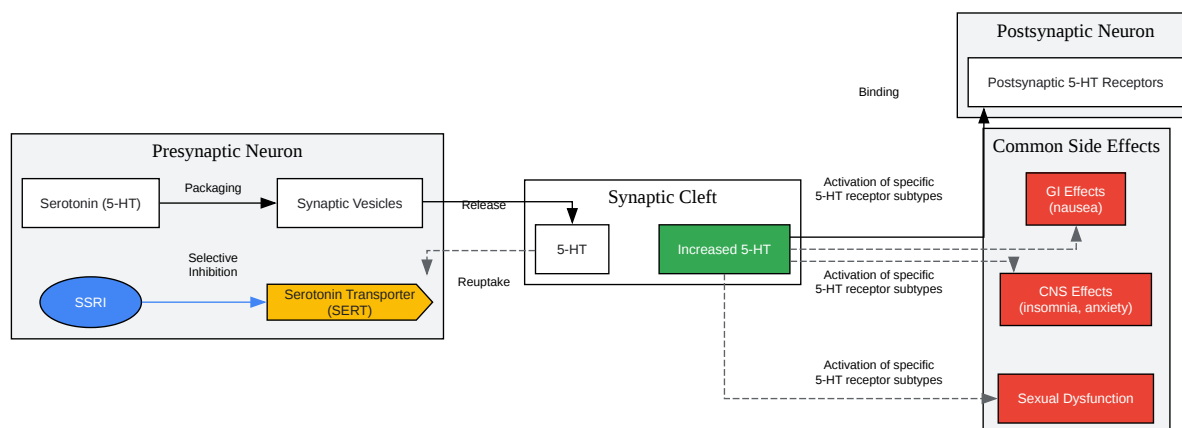 Postsynaptic Neuron
Postsynaptic 5-HT Receptors
Binding
Presynaptic Neuron
Serotonin (5-HT)
Packaging
Synaptic Vesicles
Release
Selective
Inhibition
SSRI
Serotonin Transporter
(SERT)
Reuptake
Synaptic Cleft
5-HT
Increased 5-HT
Activation of specific
5-HT receptor subtypes
Activation of specific
5-HT receptor subtypes
Activation of specific
5-HT receptor subtypes
Common Side Effects
GI Effects
(nausea)
CNS Effects
(insomnia, anxiety)
Sexual Dysfunction